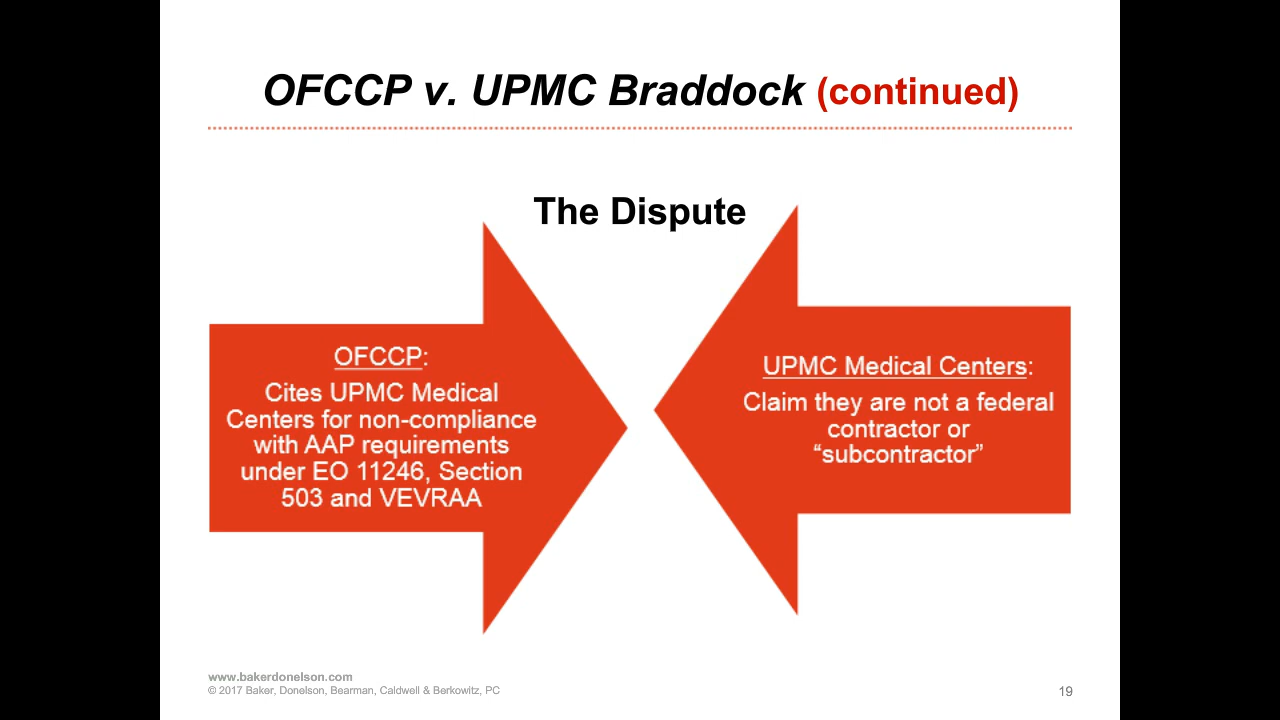 OFCCP v. UPMC Braddock (continued)
The Dispute
OFCCP:
Cites UPMC Medical
Centers for non-compliance
with AAP requirements
under EO 11246, Section
503 and VEVRAA
UPMC Medical Centers:
Claim they are not a federal
contractor or
“subcontractor”
www.bakerdonelson.com
© 2017 Baker, Donelson, Bearman, Caldwell & Berkowitz, PC
19